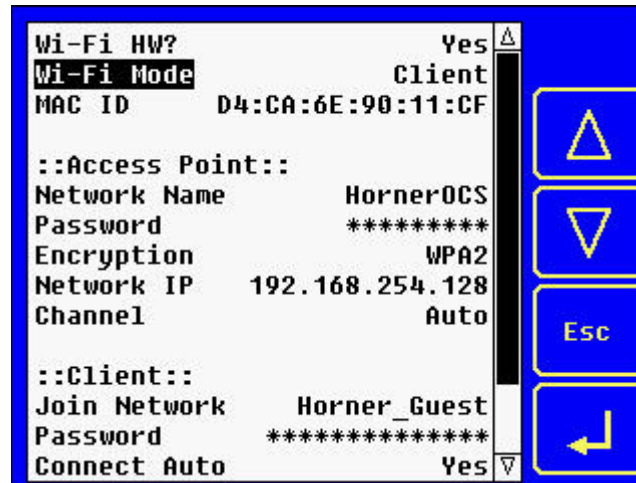 Wi-Fi HW? Yes
Wi-Fi Mode Client
MAC ID D4:CA:6E:90:11:CF
::Access Point::
Network Name HornerOCS
Password *********
Encryption WPA2
Network IP 192.168.254.128
Channel Auto
Esc
::Client::
Join Network Horner_Guest
Password **************
Connect Auto Yes